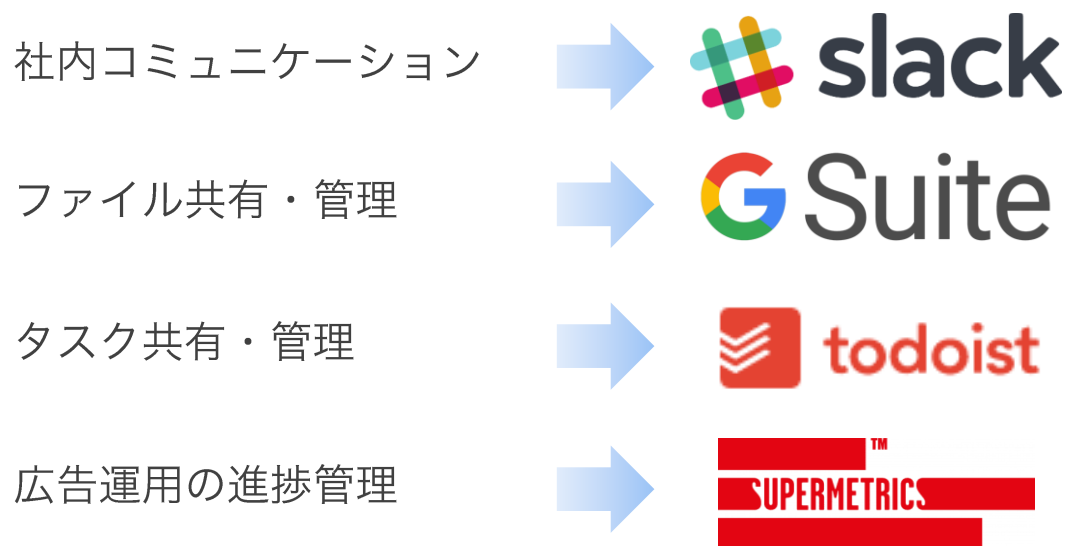 社内コミュニケーション
slack
ファイル共有・管理
G Suite
タスク共有・管理
todoist
広告運用の進捗管理
SUPERMETRICS™